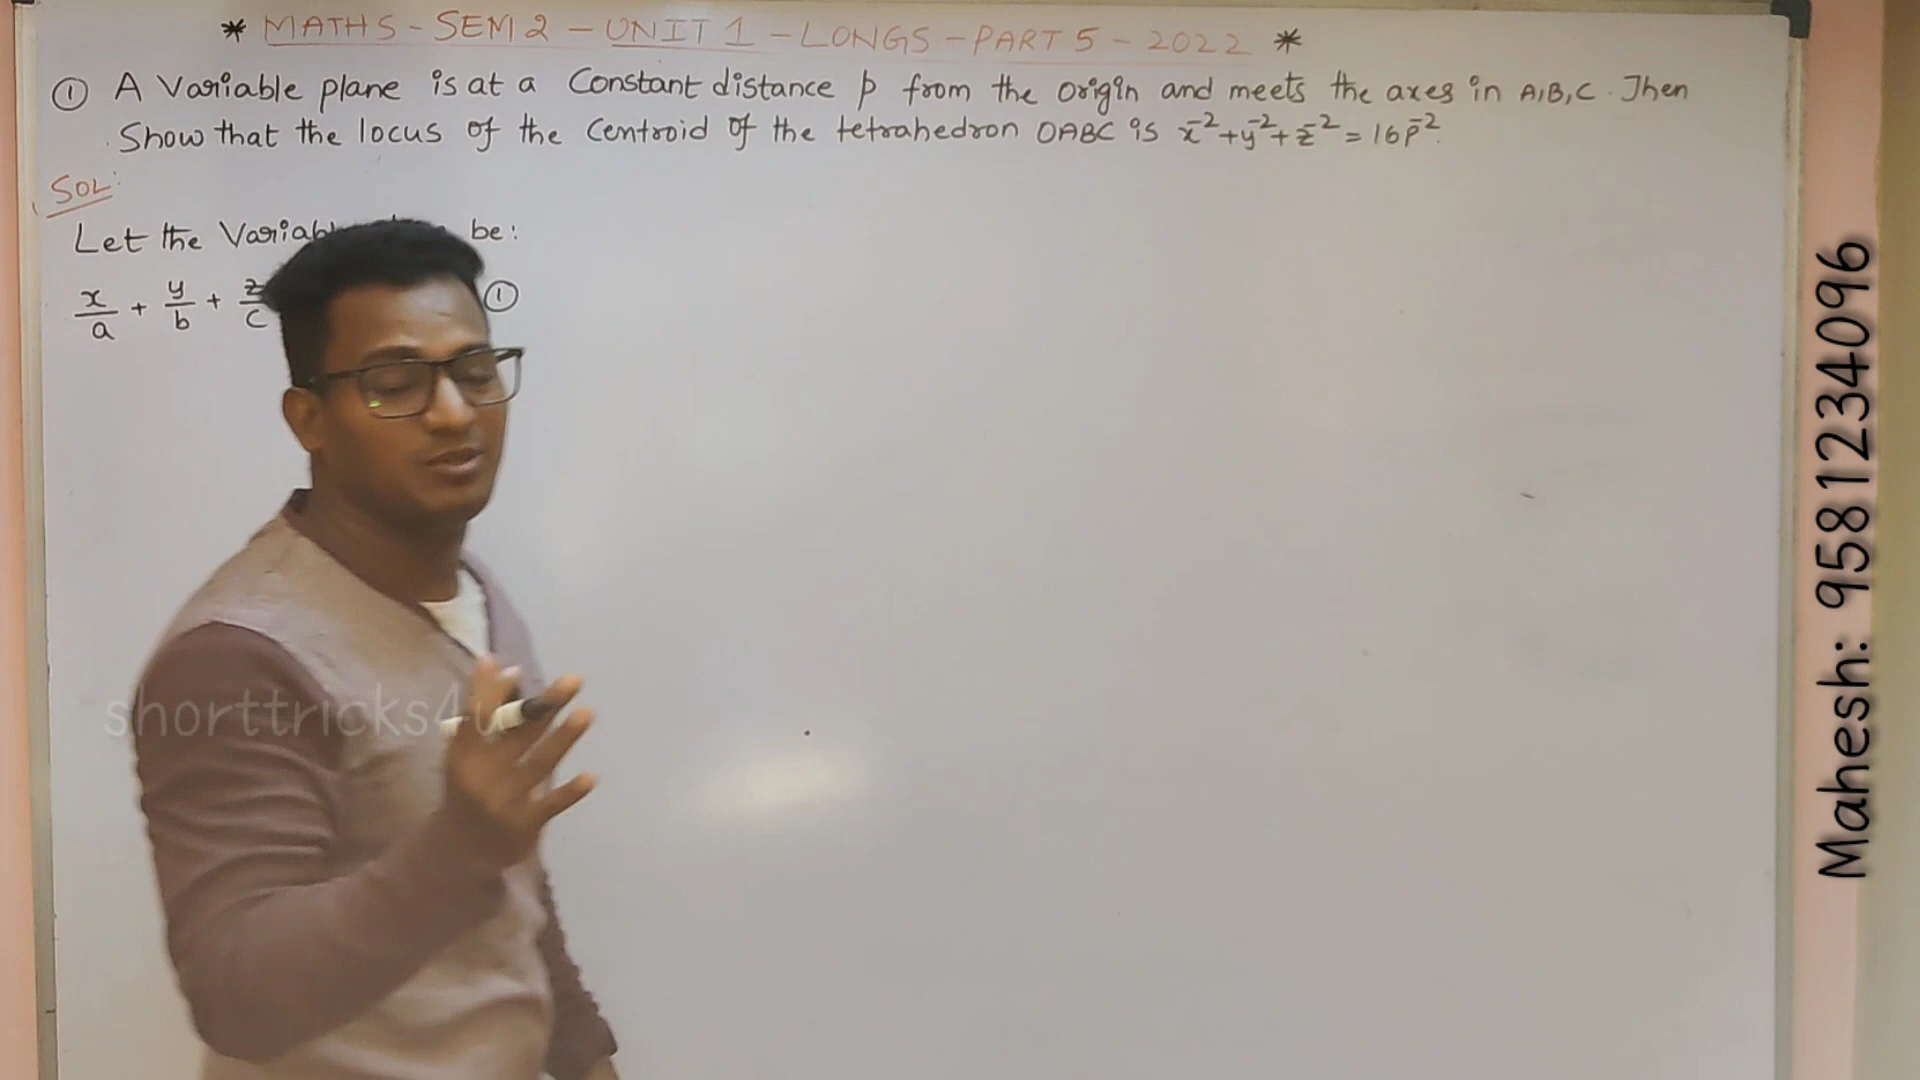 * MATHS - SEM 2 - UNIT 1 - LONGS - PART 5 - 2022 *
① A Variable plane is at a Constant distance p from the origin and meets the axes in A,B,C. Then
Show that the locus of the Centroid of the tetrahedron OABC is x⁻²+y⁻²+z⁻² = 16p⁻².
SOL:
Let the be:
x/a + y/b + z/c ①
shorttricks4u
Mahesh: 9581234096